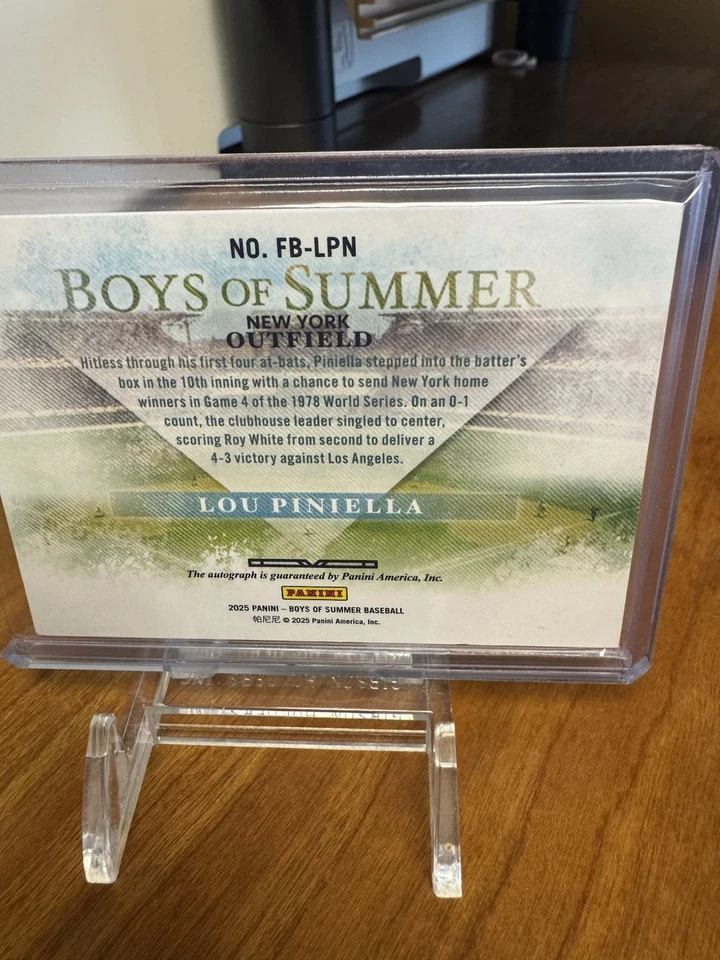 NO. FB-LPN
BOYS OF SUMMER
NEW YORK
OUTFIELD
Hitless through his first four at-bats, Piniella stepped into the batter's
box in the 10th inning with a chance to send New York home
winners in Game 4 of the 1978 World Series. On an 0-1
count, the clubhouse leader singled to center,
scoring Roy White from second to deliver a
4-3 victory against Los Angeles.
LOU PINIELLA
The autograph is guaranteed by Panini America, Inc.
PANINI
2025 PANINI – BOYS OF SUMMER BASEBALL
帕尼尼 © 2025 Panini America, Inc.